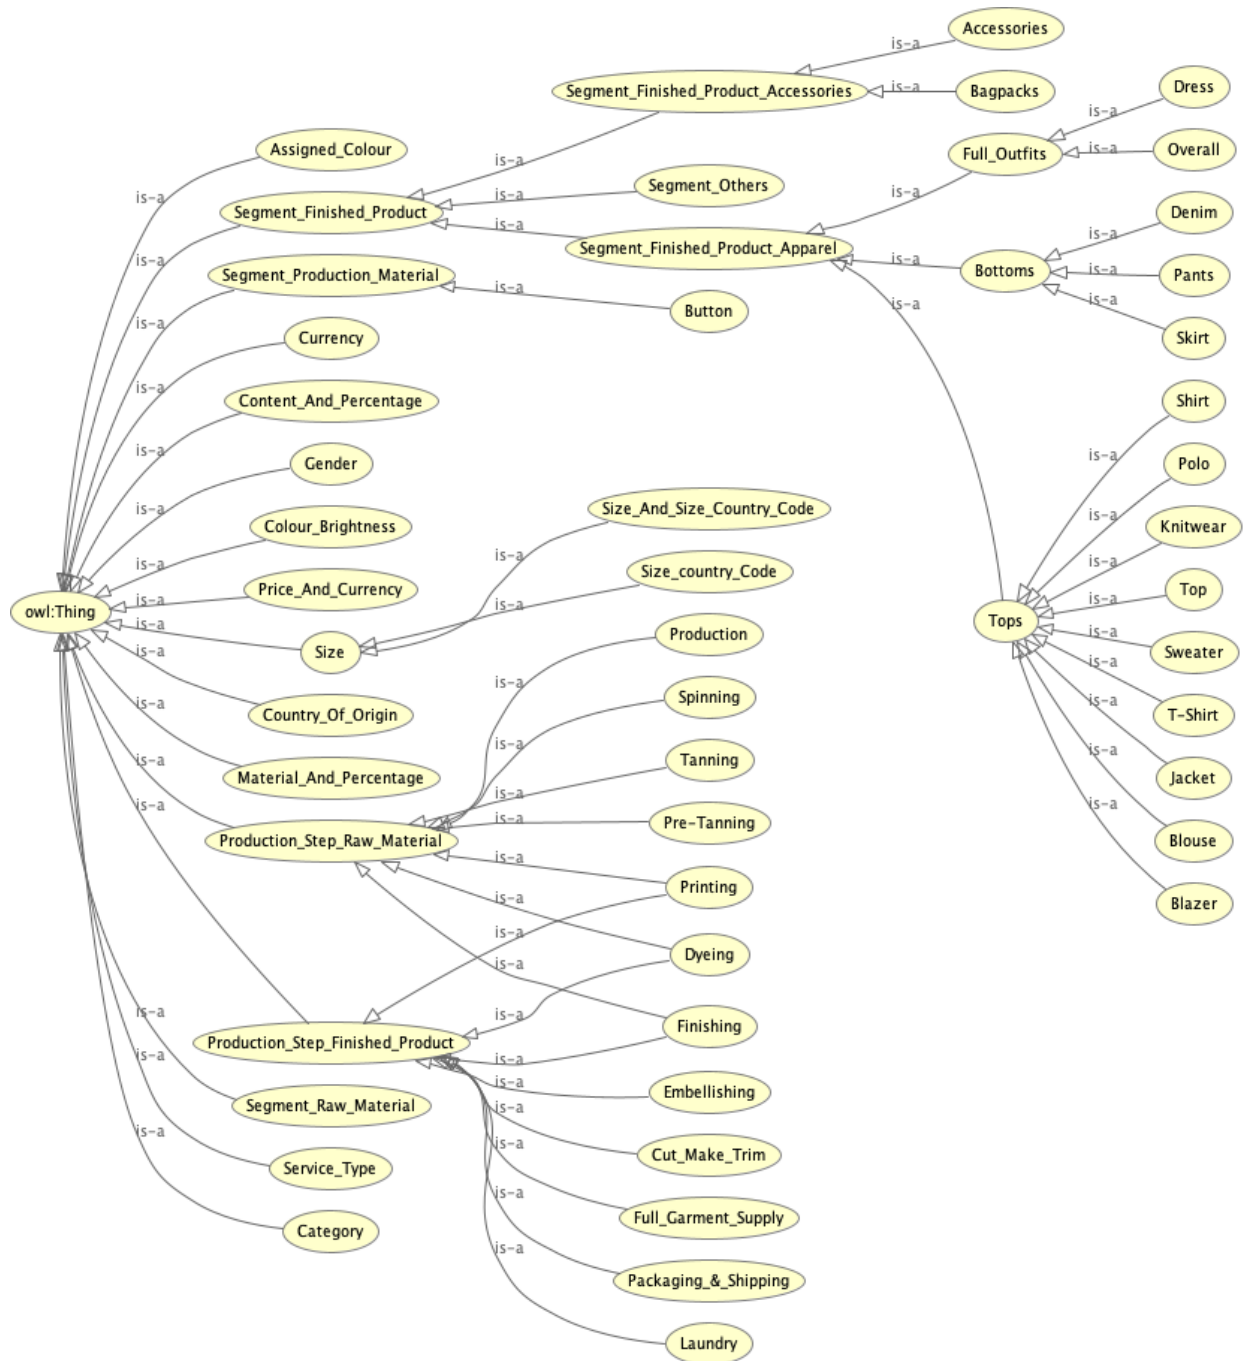 Accessories
is-a
Segment_Finished_Product_Accessories
is-a
Bagpacks
Dress
is-a
Full_Outfits
is-a
Overall
Assigned_Colour
is-a
is-a
Segment_Others
is-a
Segment_Finished_Product
is-a
is-a
Segment_Finished_Product_Apparel
is-a
Denim
is-a
Bottoms
is-a
Pants
is-a
Skirt
is-a
Segment_Production_Material
is-a
Button
is-a
is-a
is-a
Currency
is-a
Content_And_Percentage
is-a
Gender
is-a
Colour_Brightness
is-a
Price_And_Currency
is-a
owl:Thing
is-a
Size
is-a
Size_And_Size_Country_Code
is-a
Size_country_Code
is-a
Country_Of_Origin
is-a
Material_And_Percentage
is-a
Production_Step_Raw_Material
is-a
Production
is-a
Spinning
is-a
Tanning
is-a
Pre-Tanning
is-a
Printing
is-a
Dyeing
is-a
is-a
is-a
Finishing
is-a
Production_Step_Finished_Product
is-a
Embellishing
is-a
Cut_Make_Trim
is-a
Full_Garment_Supply
is-a
Packaging_&_Shipping
is-a
Laundry
is-a
Segment_Raw_Material
is-a
Service_Type
is-a
Category
Tops
is-a
Shirt
is-a
Polo
is-a
Knitwear
is-a
Top
is-a
Sweater
is-a
T-Shirt
is-a
Jacket
is-a
Blouse
is-a
Blazer